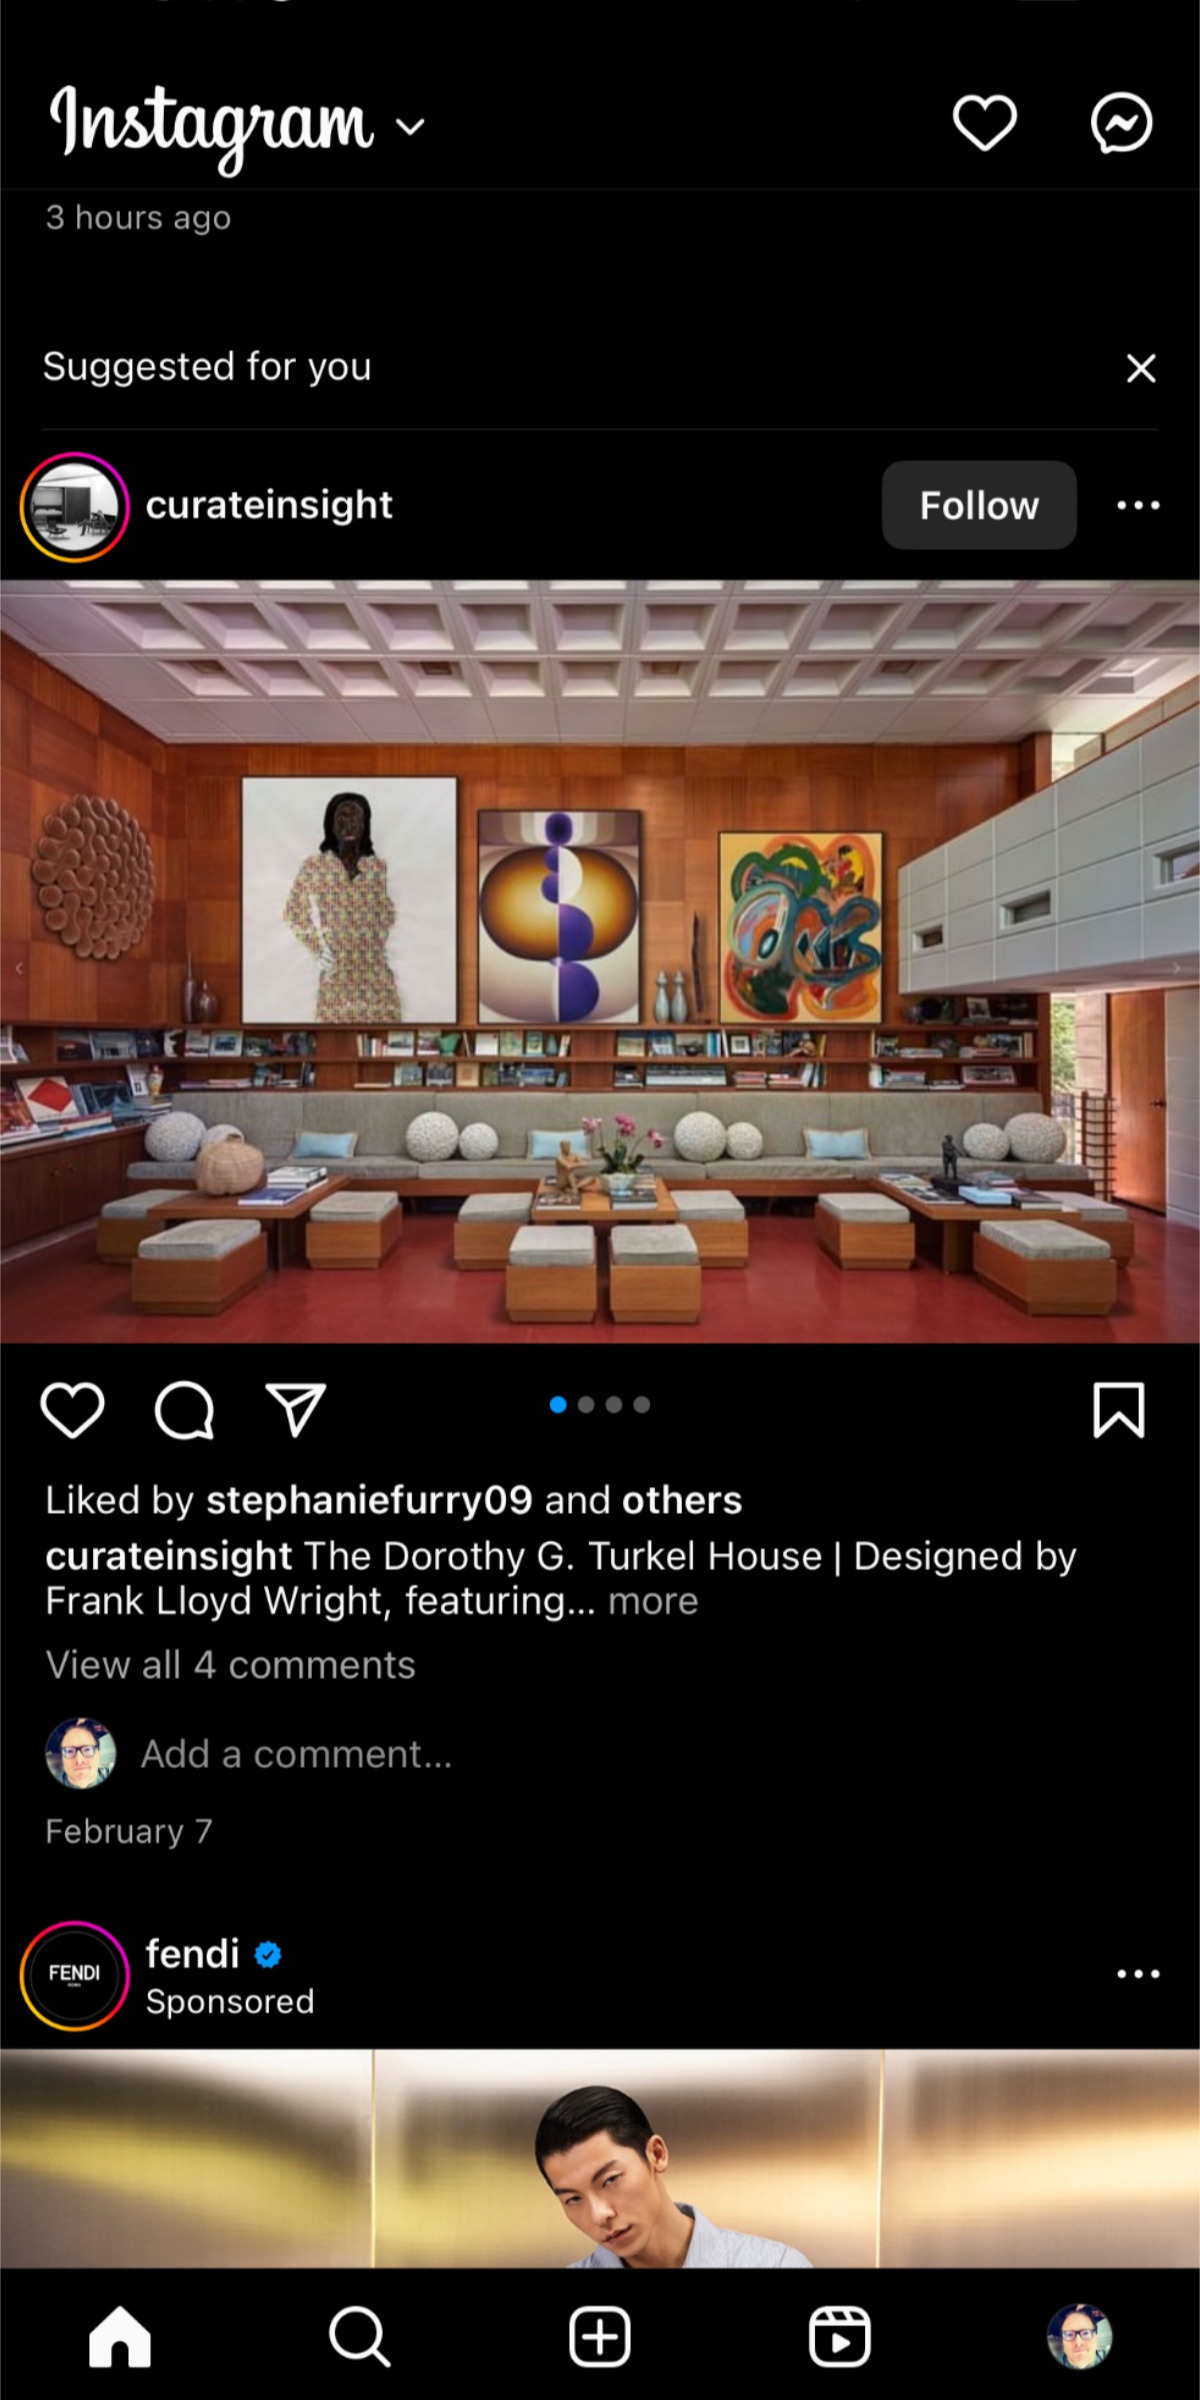 Instagram
3 hours ago
Suggested for you
curateinsight
Follow
Liked by stephaniefurry09 and others
curateinsight The Dorothy G. Turkel House | Designed by
Frank Lloyd Wright, featuring... more
View all 4 comments
Add a comment...
February 7
FENDI
fendi
Sponsored